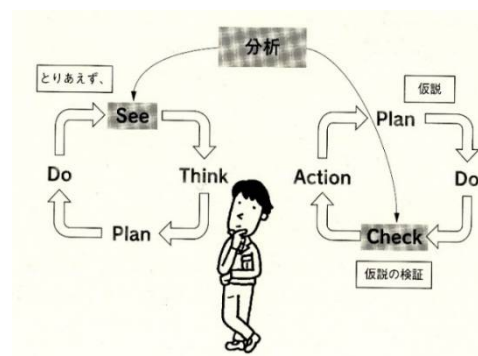 分析
とりあえず、
See
Think
Plan
Do
仮説
Plan
Do
Check
Action
仮説の検証